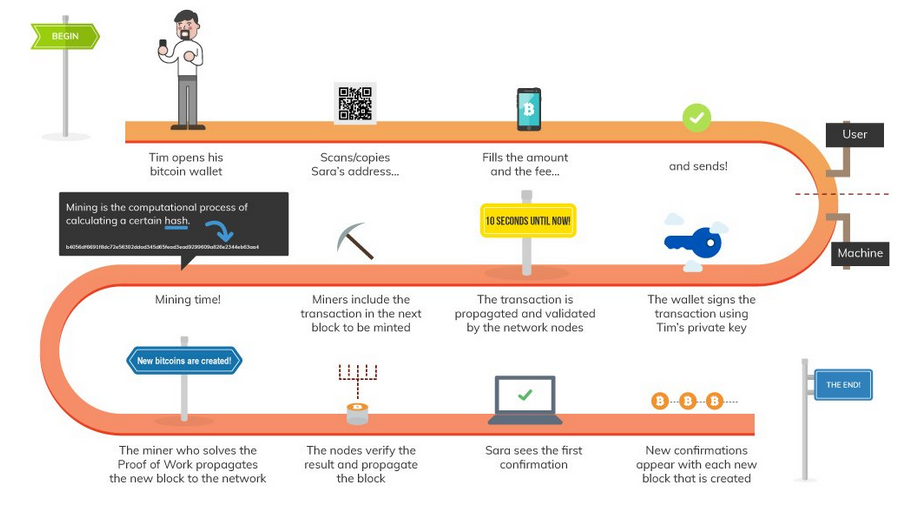 BEGIN
Tim opens his
bitcoin wallet
Scans/copies
Sara's address...
Fills the amount
and the fee...
and sends!
User
Machine
The wallet signs the
transaction using
Tim's private key
10 SECONDS UNTIL NOW!
The transaction is
propagated and validated
by the network nodes
Miners include the
transaction in the next
block to be minted
Mining is the computational process of
calculating a certain hash.
Mining time!
New bitcoins are created!
The miner who solves the
Proof of Work propagates
the new block to the network
The nodes verify the
result and propagate
the block
Sara sees the first
confirmation
New confirmations
appear with each new
block that is created
THE END!